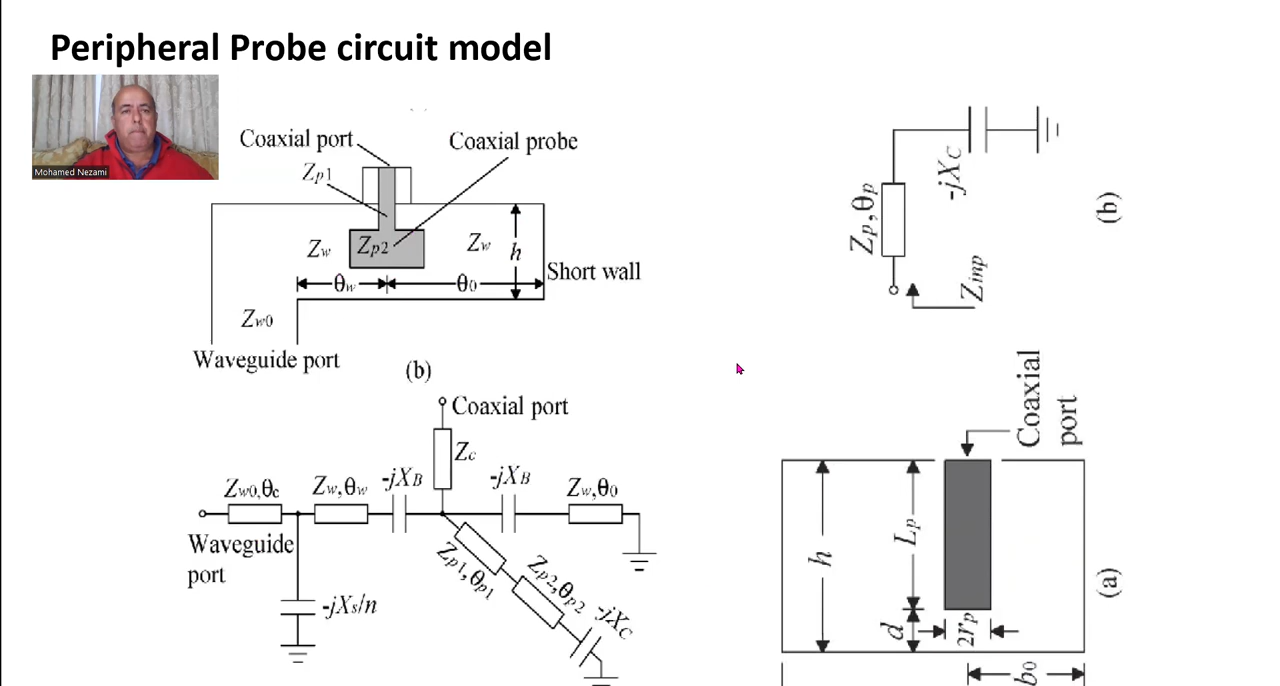 Peripheral Probe circuit model
Mohamed Nezami
Coaxial port
Coaxial probe
Zp1
Zw
Zp2
Zw
h
θw
θ0
Short wall
Zw0
Waveguide port
(b)
Coaxial port
Zc
Zw0,θc
Zw,θw
-jXB
-jXB
Zw,θ0
Waveguide
port
Zp1,θp1
Zp2,θp2
-jXC
-jXs/n
-jXC
Zp,θp
Zinp
(b)
Coaxial
port
h
Lp
d
2rp
b0
(a)